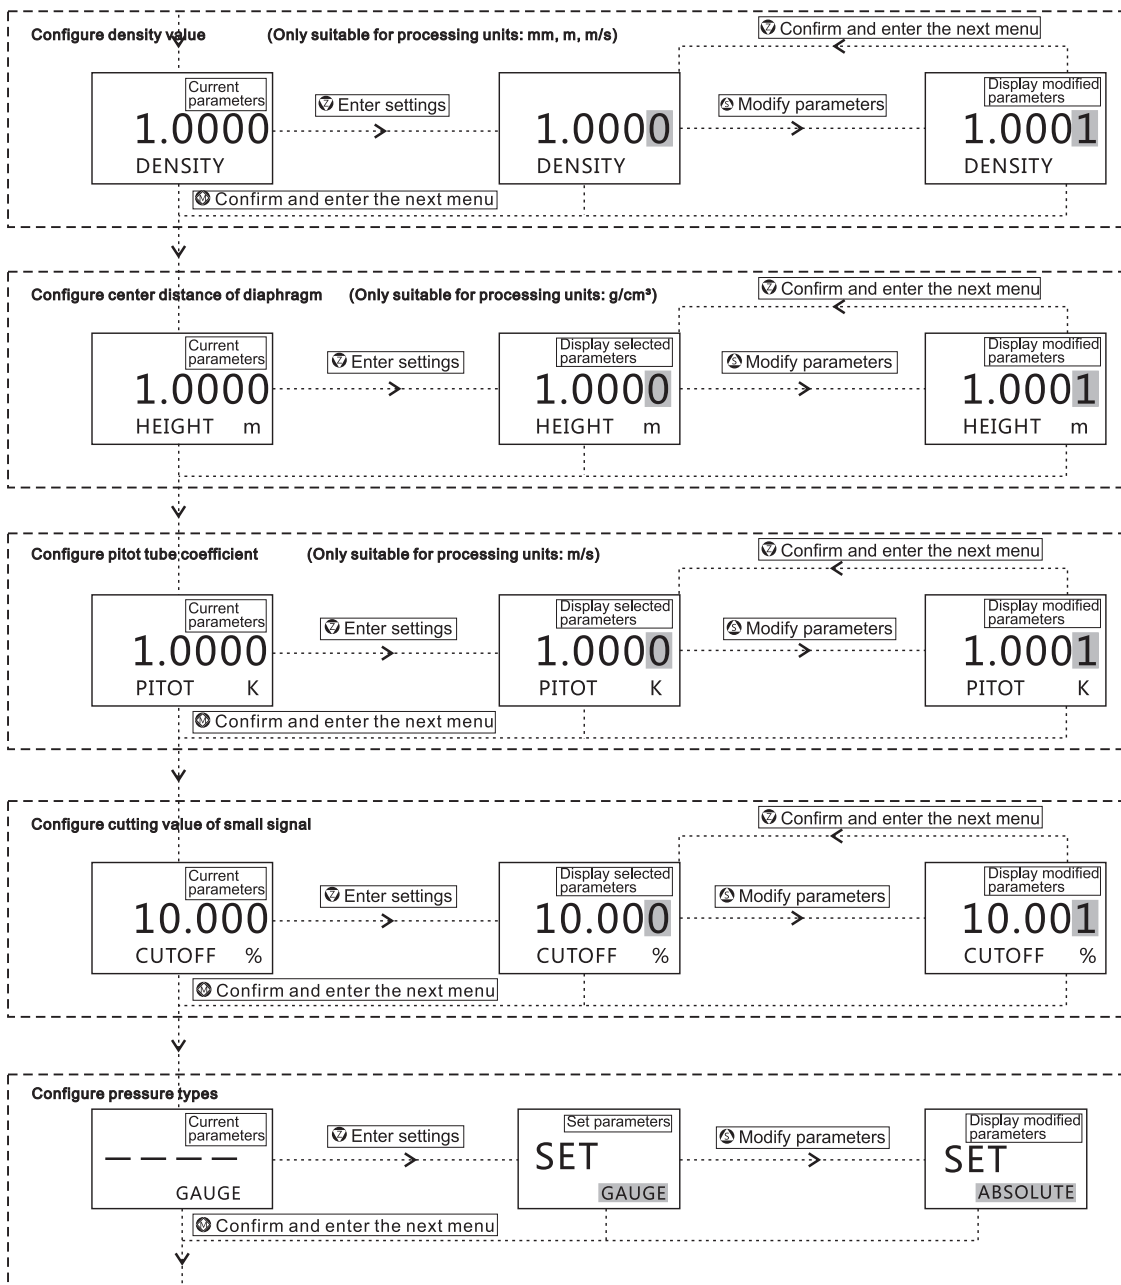 Configure density value (Only suitable for processing units: mm, m, m/s)
Ⓩ Confirm and enter the next menu
Current
parameters
1.0000
DENSITY
Ⓩ Enter settings
1.0000
DENSITY
Ⓢ Modify parameters
Display modified
parameters
1.0001
DENSITY
Ⓜ Confirm and enter the next menu
Configure center distance of diaphragm (Only suitable for processing units: g/cm³)
Ⓩ Confirm and enter the next menu
Current
parameters
1.0000
HEIGHT m
Ⓩ Enter settings
Display selected
parameters
1.0000
HEIGHT m
Ⓢ Modify parameters
Display modified
parameters
1.0001
HEIGHT m
Configure pitot tube coefficient (Only suitable for processing units: m/s)
Ⓩ Confirm and enter the next menu
Current
parameters
1.0000
PITOT K
Ⓩ Enter settings
Display selected
parameters
1.0000
PITOT K
Ⓢ Modify parameters
Display modified
parameters
1.0001
PITOT K
Ⓜ Confirm and enter the next menu
Configure cutting value of small signal
Ⓩ Confirm and enter the next menu
Current
parameters
10.000
CUTOFF %
Ⓩ Enter settings
Display selected
parameters
10.000
CUTOFF %
Ⓢ Modify parameters
Display modified
parameters
10.001
CUTOFF %
Ⓜ Confirm and enter the next menu
Configure pressure types
Current
parameters
— — — —
GAUGE
Ⓩ Enter settings
Set parameters
SET
GAUGE
Ⓢ Modify parameters
Display modified
parameters
SET
ABSOLUTE
Ⓜ Confirm and enter the next menu